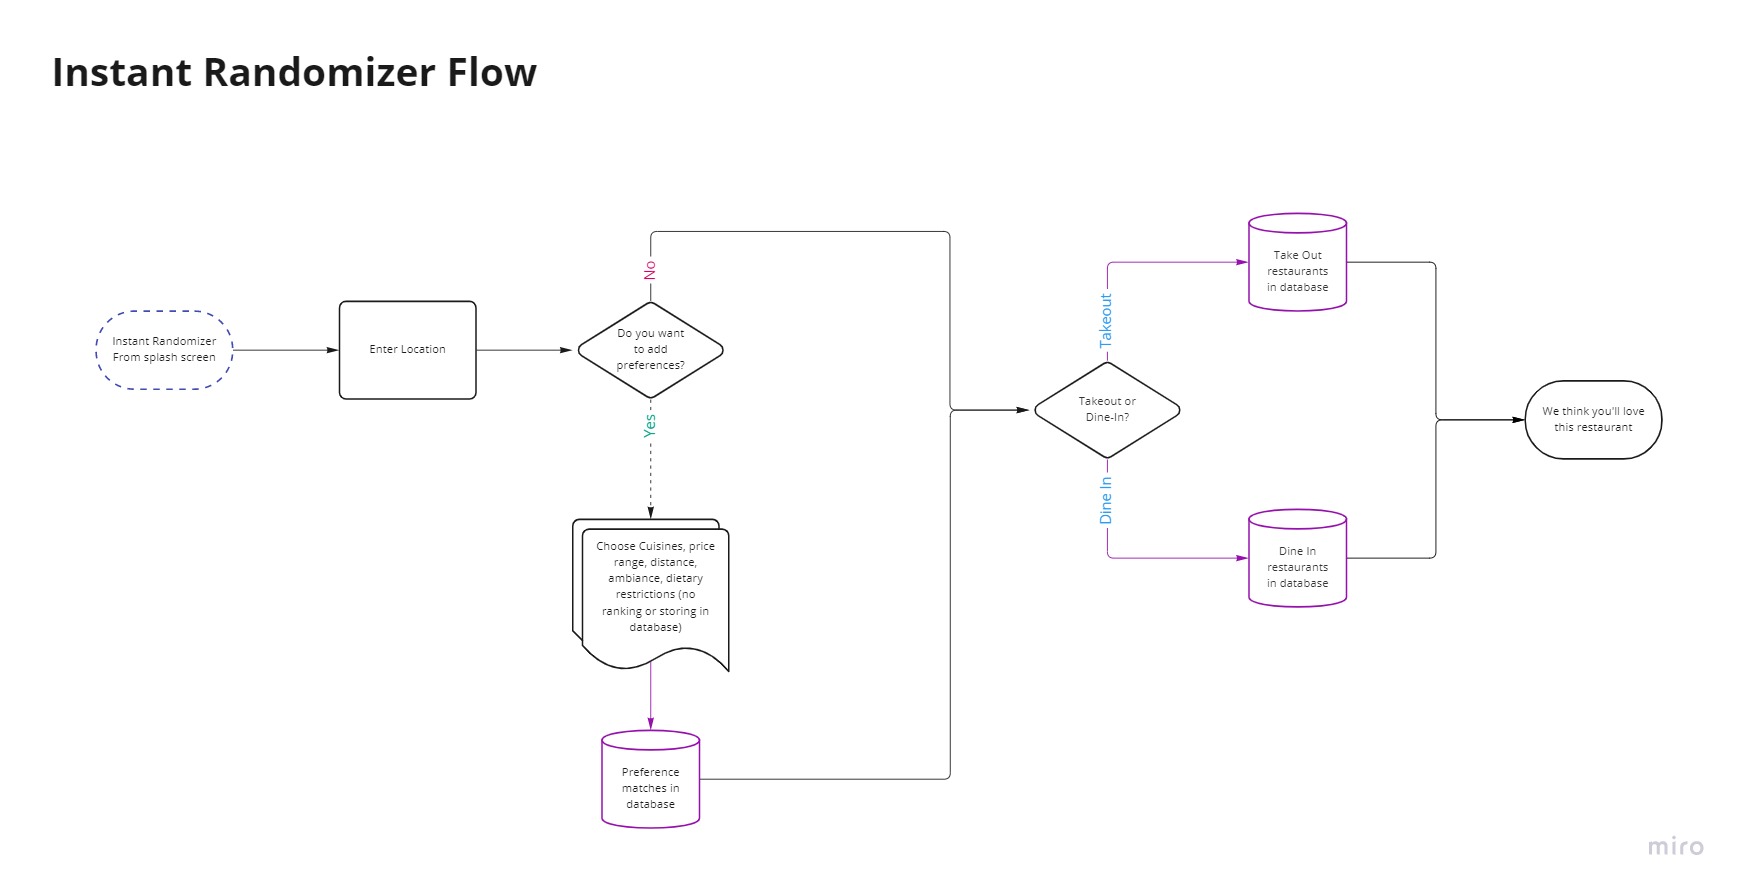 Instant Randomizer Flow
Instant Randomizer
From splash screen
Enter Location
Do you want
to add
preferences?
No
Yes
Choose Cuisines, price
range, distance,
ambiance, dietary
restrictions (no
ranking or storing in
database)
Preference
matches in
database
Takeout or
Dine-In?
Takeout
Dine In
Take Out
restaurants
in database
Dine In
restaurants
in database
We think you'll love
this restaurant
miro